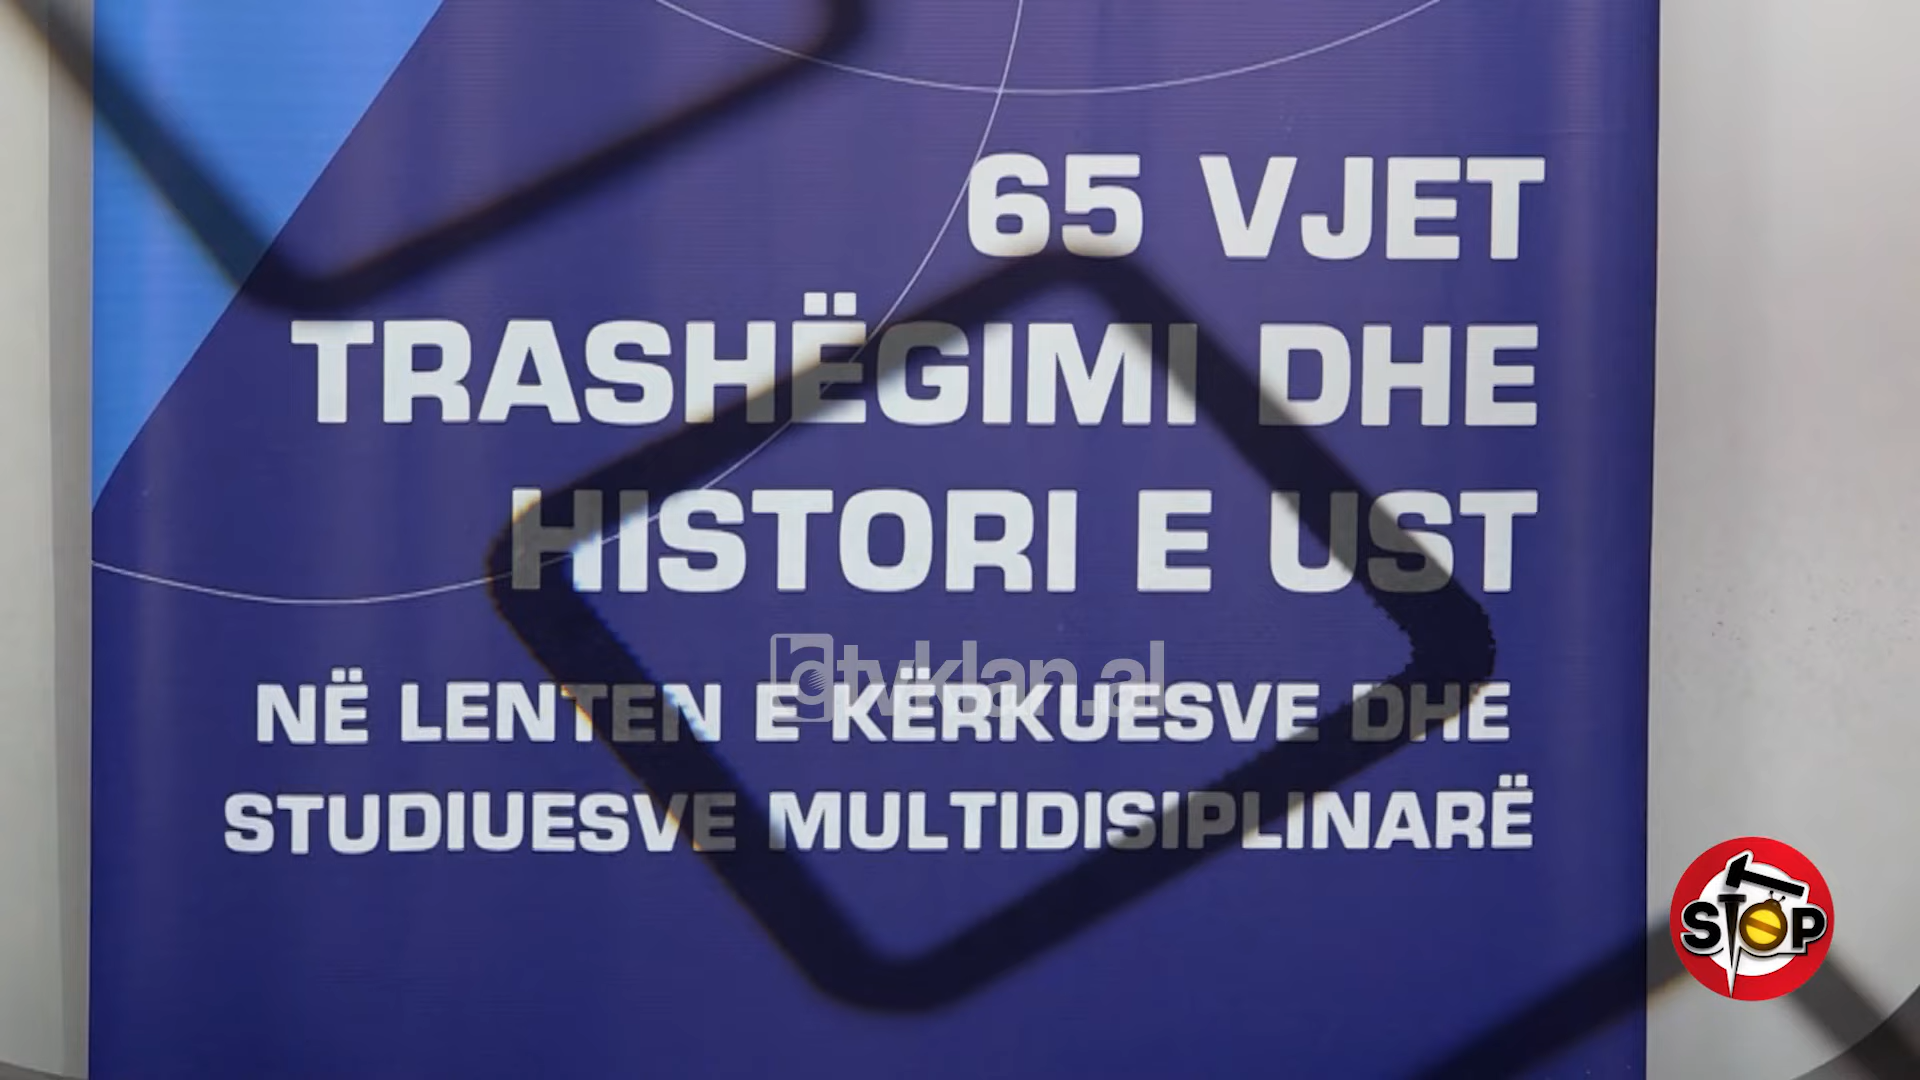 65 VJET
TRASHËGIMI DHE
HISTORI E UST
tvklan.al
NË LENTEN E KËRKUESVE DHE
STUDIUESVE MULTIDISIPLINARË
STOP